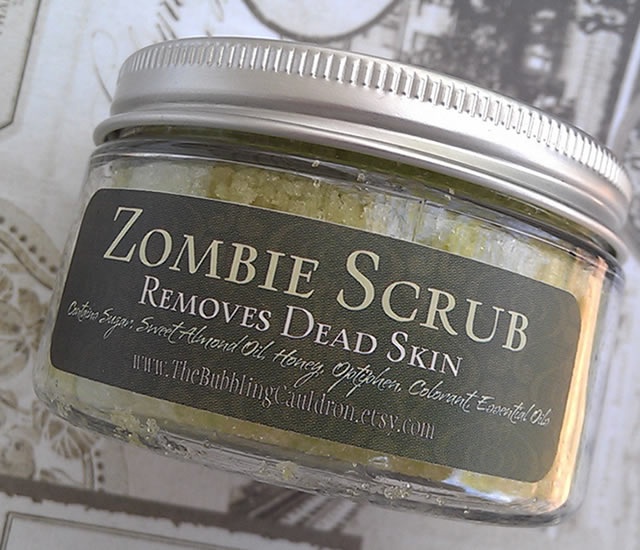 Zombie Scrub
Removes Dead Skin
Contains Sugar, Sweet Almond Oil, Honey, Optiphen, Colorant, Essential Oils
www.TheBubblingCauldron.etsy.com